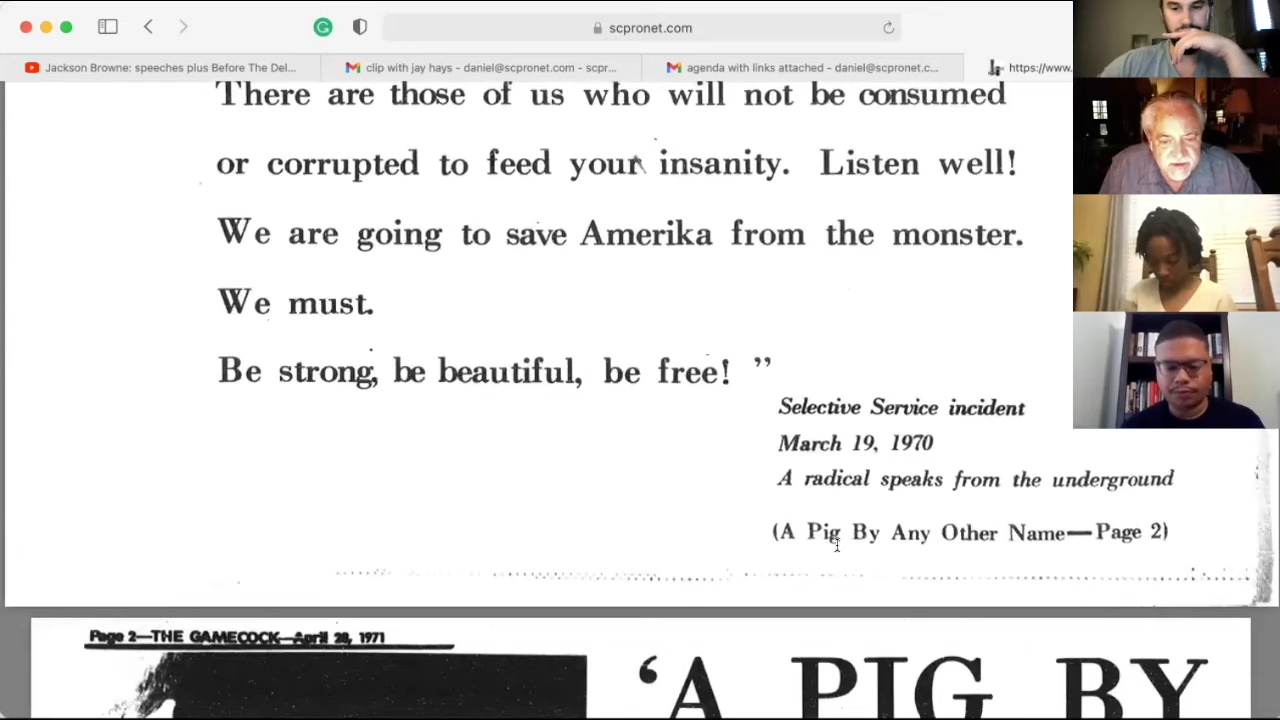 scpronet.com
Jackson Browne: speeches plus Before The Del...
clip with jay hays - daniel@scpronet.com - scpr...
agenda with links attached - daniel@scpronet.c...
https://www.
There are those of us who will not be consumed
or corrupted to feed your insanity. Listen well!
We are going to save Amerika from the monster.
We must.
Be strong, be beautiful, be free! ”
Selective Service incident
March 19, 1970
A radical speaks from the underground
(A Pig By Any Other Name—Page 2)
Page 2—THE GAMECOCK—April 28, 1971
‘A PIG BY